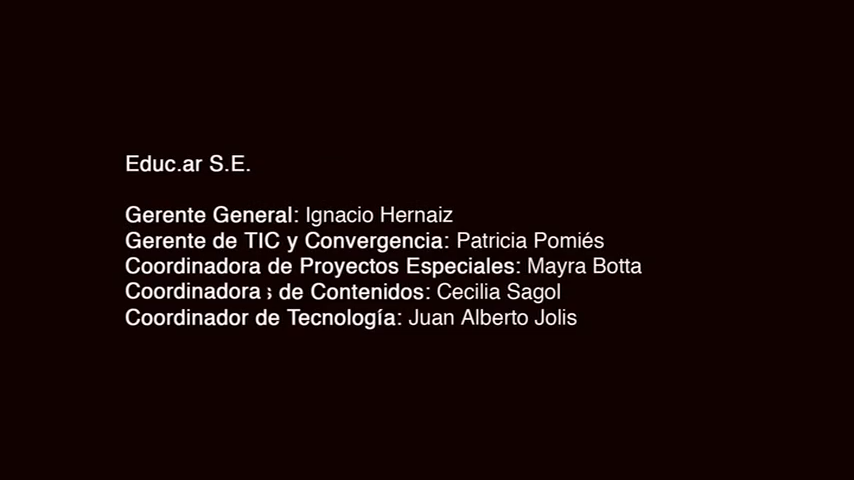 Educ.ar S.E.
Gerente General: Ignacio Hernaiz
Gerente de TIC y Convergencia: Patricia Pomiés
Coordinadora de Proyectos Especiales: Mayra Botta
Coordinadora s de Contenidos: Cecilia Sagol
Coordinador de Tecnología: Juan Alberto Jolis